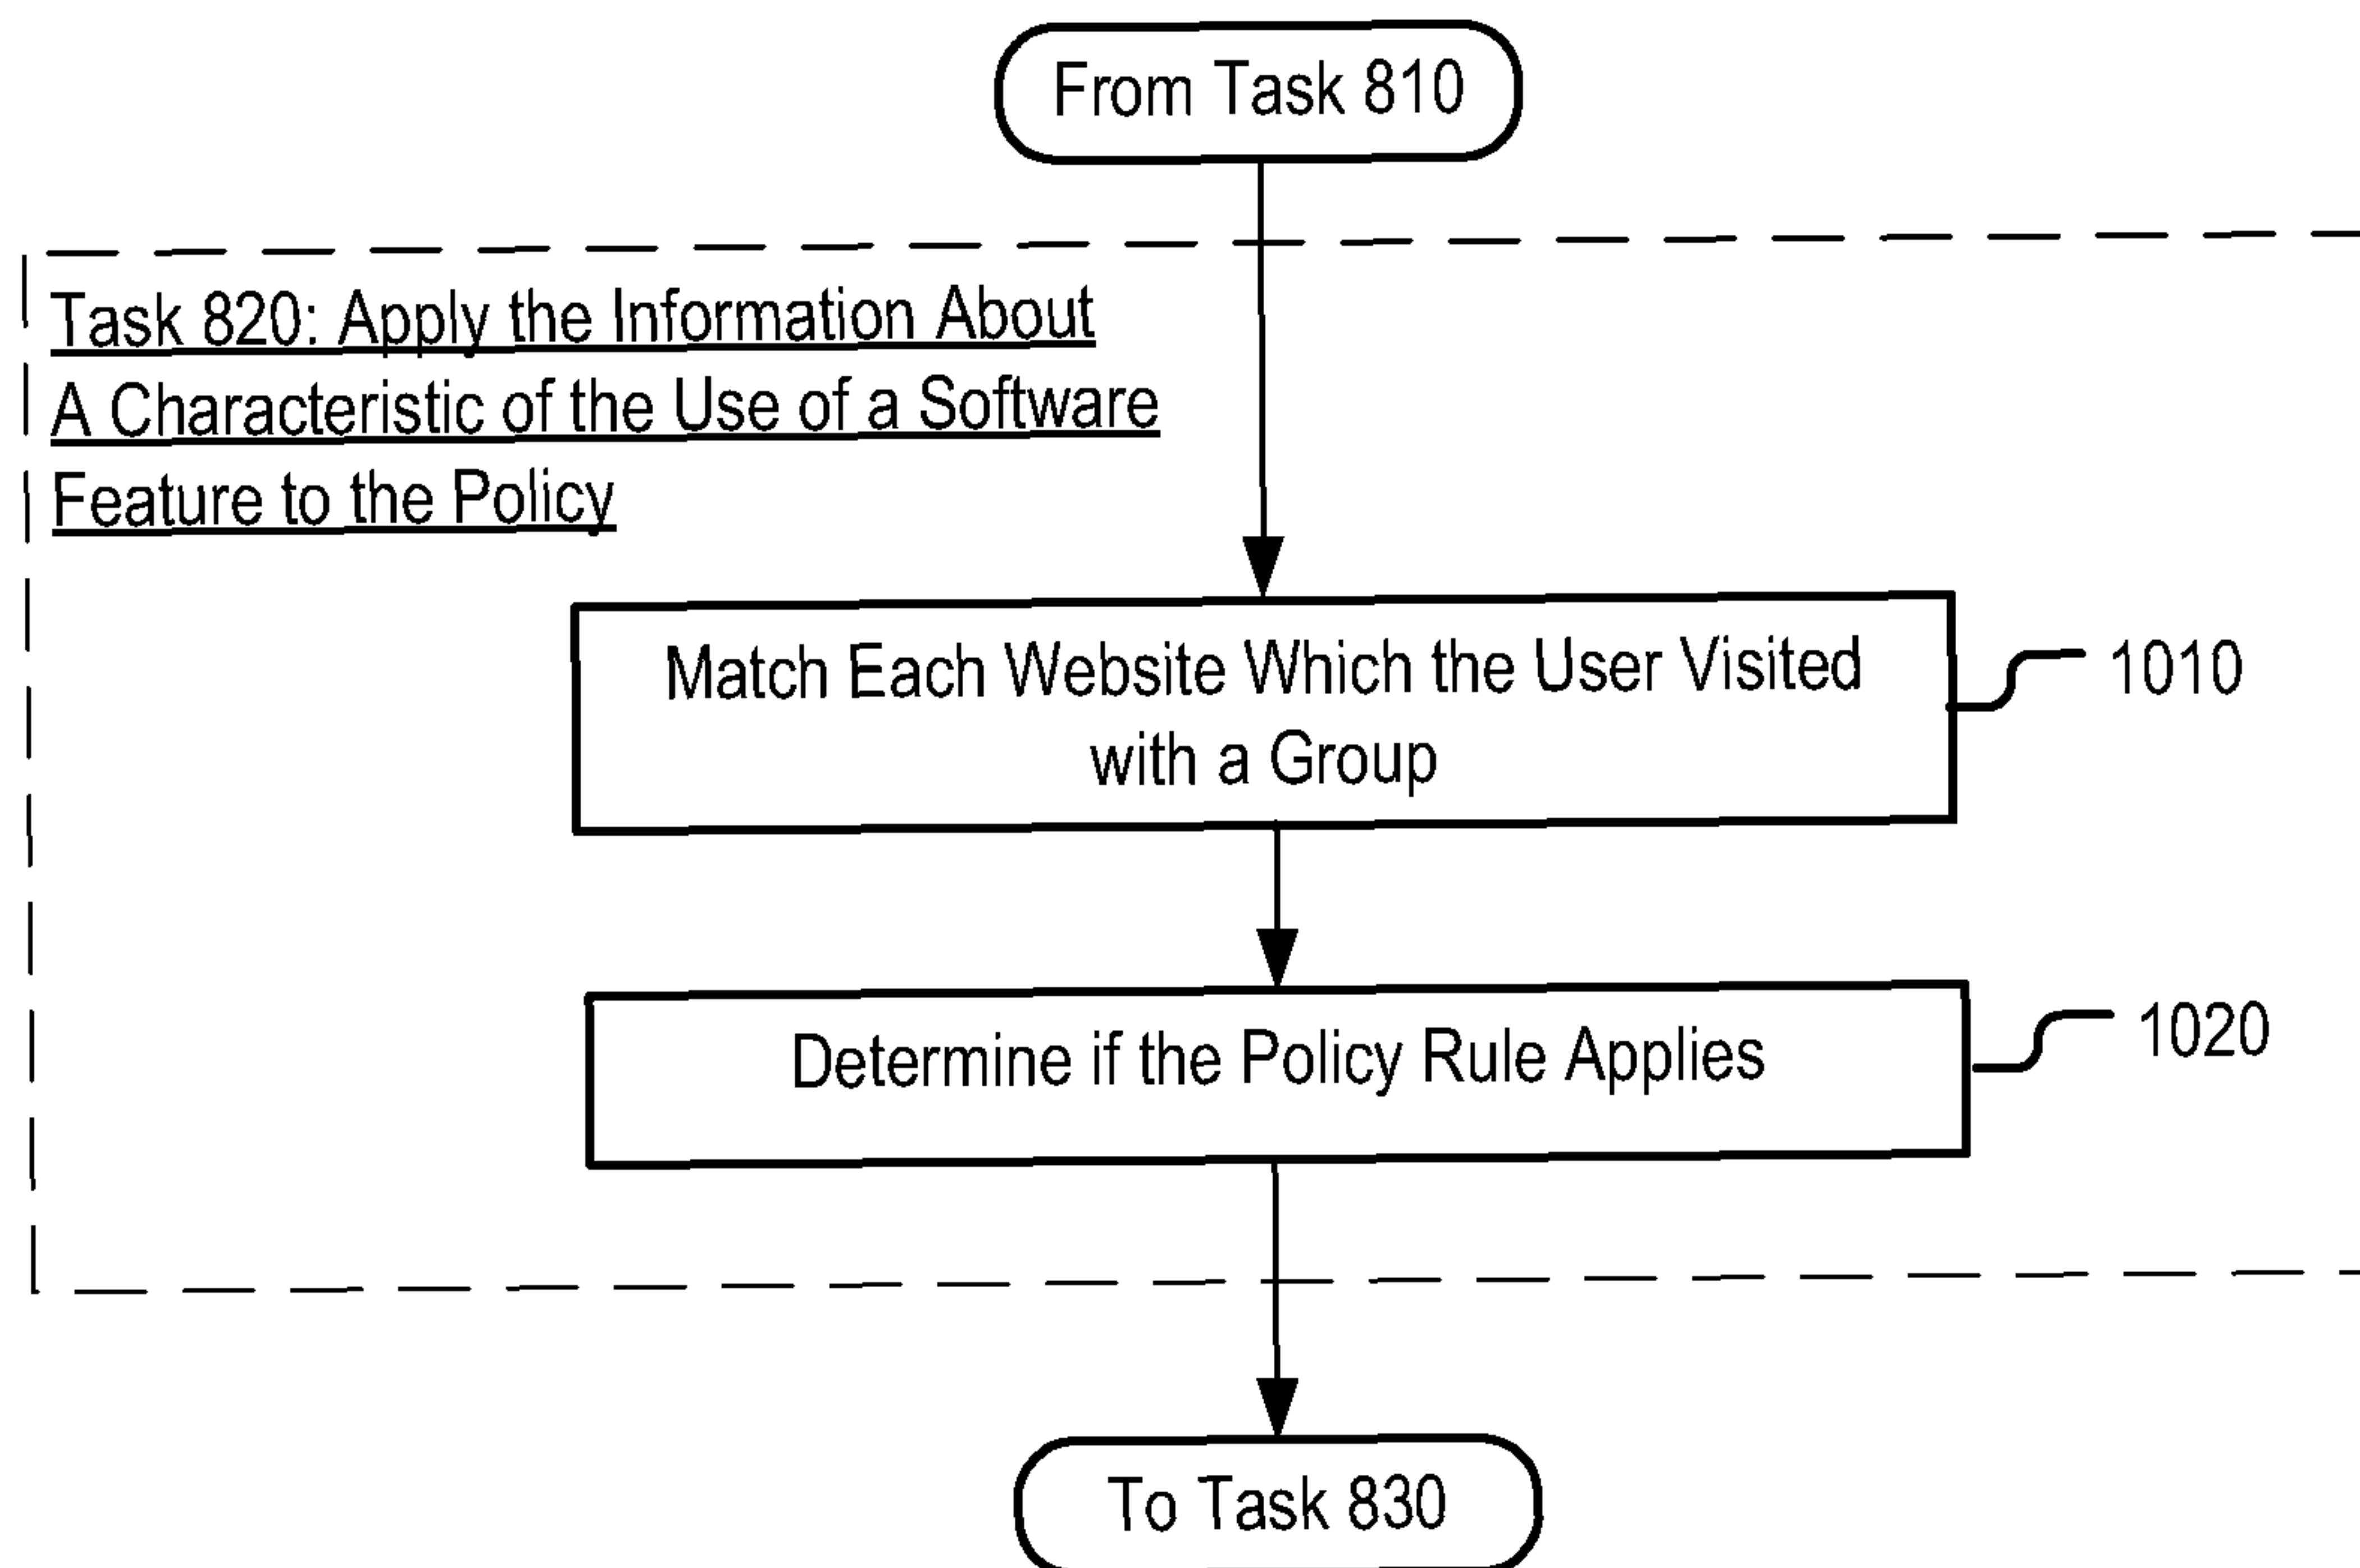 From Task 810
Task 820: Apply the Information About
A Characteristic of the Use of a Software
Feature to the Policy
Match Each Website Which the User Visited
with a Group
1010
Determine if the Policy Rule Applies
1020
To Task 830